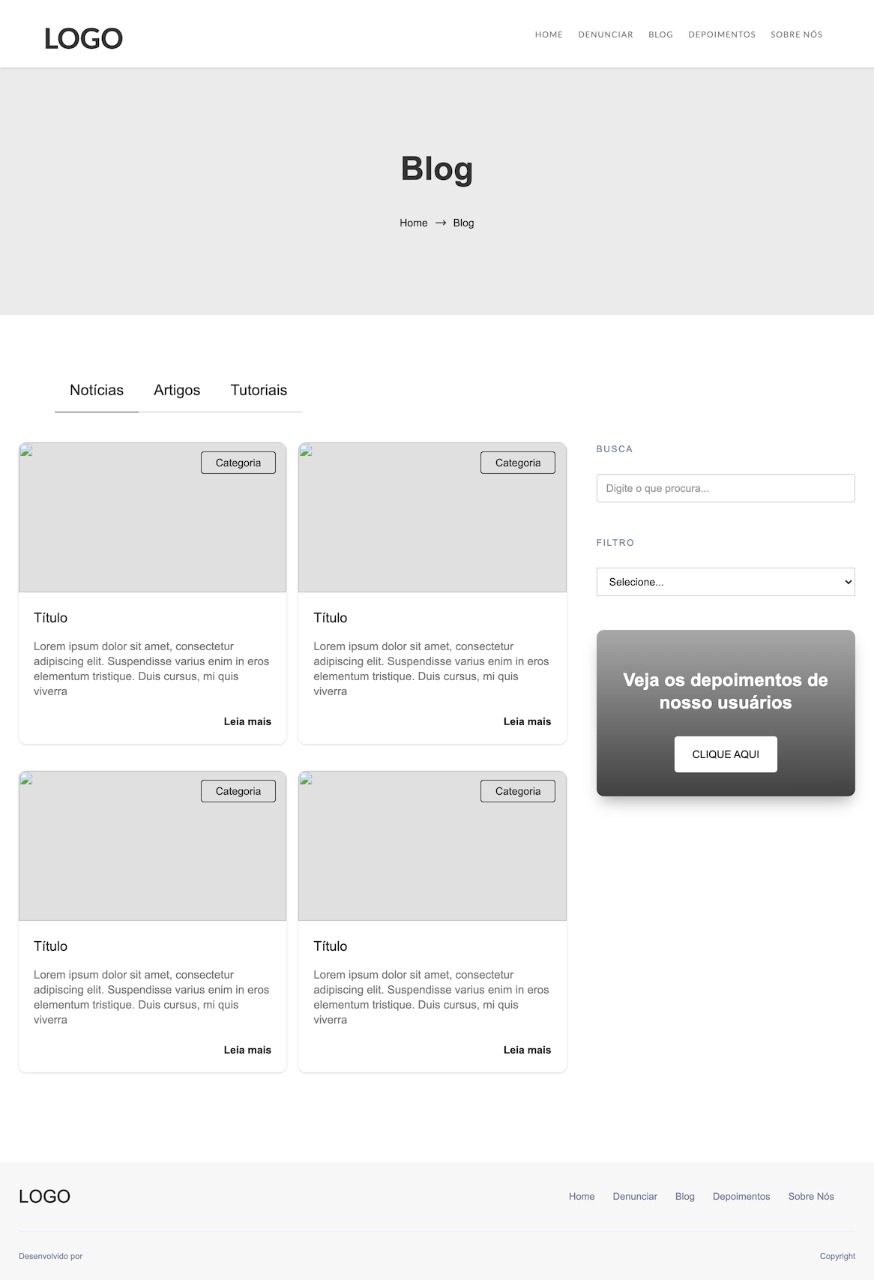 LOGO
HOME DENUNCIAR BLOG DEPOIMENTOS SOBRE NÓS
Blog
Home → Blog
Notícias Artigos Tutoriais
Categoria
Título
Lorem ipsum dolor sit amet, consectetur
adipiscing elit. Suspendisse varius enim in eros
elementum tristique. Duis cursus, mi quis
viverra
Leia mais
Categoria
Título
Lorem ipsum dolor sit amet, consectetur
adipiscing elit. Suspendisse varius enim in eros
elementum tristique. Duis cursus, mi quis
viverra
Leia mais
Categoria
Título
Lorem ipsum dolor sit amet, consectetur
adipiscing elit. Suspendisse varius enim in eros
elementum tristique. Duis cursus, mi quis
viverra
Leia mais
Categoria
Título
Lorem ipsum dolor sit amet, consectetur
adipiscing elit. Suspendisse varius enim in eros
elementum tristique. Duis cursus, mi quis
viverra
Leia mais
BUSCA
Digite o que procura...
FILTRO
Selecione...
Veja os depoimentos de
nosso usuários
CLIQUE AQUI
LOGO
Home Denunciar Blog Depoimentos Sobre Nós
Desenvolvido por
Copyright